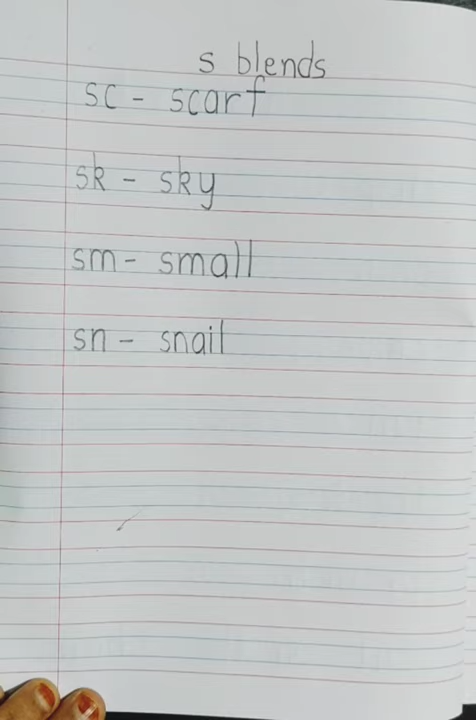 s blends
sc - scarf
sk - sky
sm - small
sn - snail